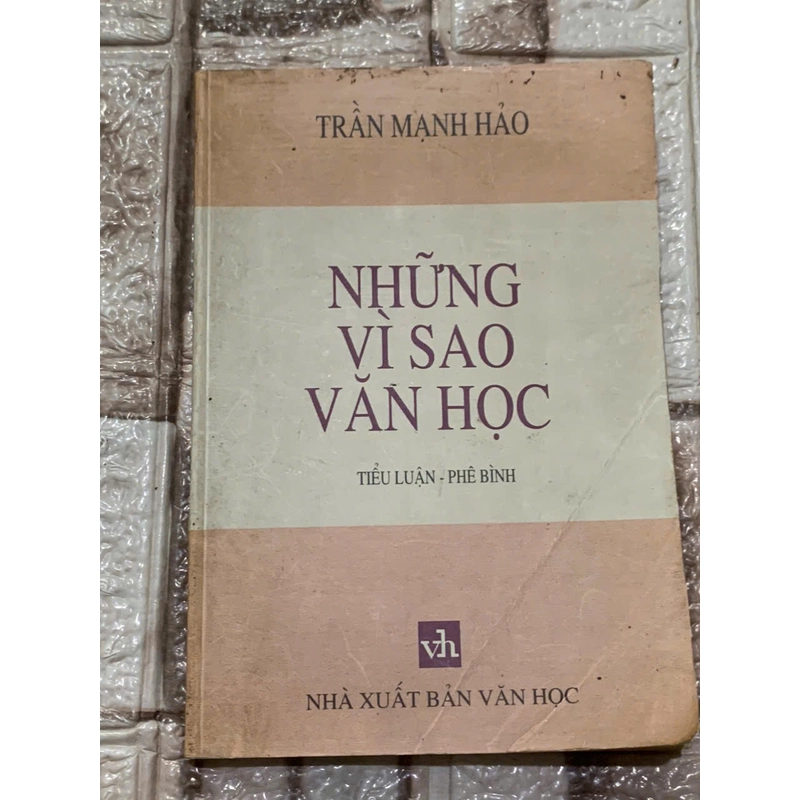 TRẦN MẠNH HẢO
NHỮNG
VÌ SAO
VĂN HỌC
TIỂU LUẬN - PHÊ BÌNH
vh
NHÀ XUẤT BẢN VĂN HỌC